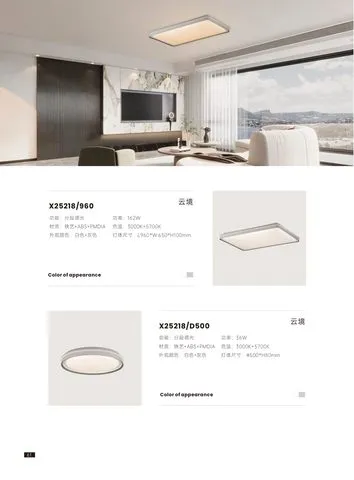 X25218/960
云境
功能：分段调光
功率：162W
材质：铁艺+ABS+PMDIA
色温：3000K+5700K
外观颜色：白色+灰色
灯体尺寸：L960*W650*H100mm
Color of appearance
X25218/D500
云境
功能：分段调光
功率：36W
材质：铁艺+ABS+PMDIA
色温：3000K+5700K
外观颜色：白色+灰色
灯体尺寸：Φ500*H80mm
Color of appearance